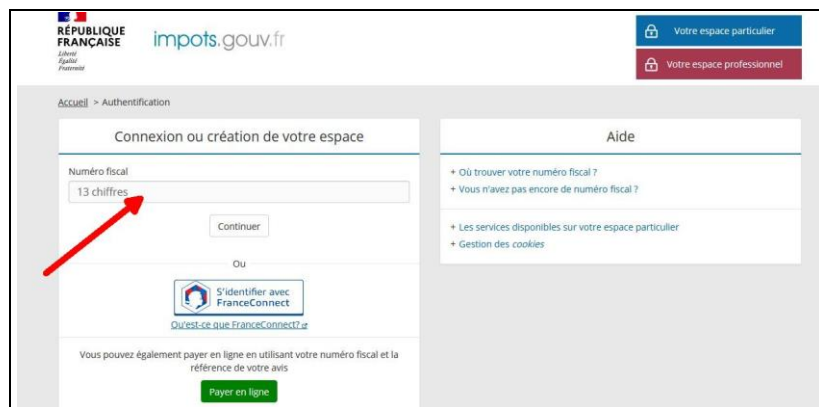 RÉPUBLIQUE
FRANÇAISE
Liberté
Égalité
Fraternité
impots.gouv.fr
Votre espace particulier
Votre espace professionnel
Accueil > Authentification
Connexion ou création de votre espace
Numéro fiscal
13 chiffres
Continuer
Ou
S'identifier avec
FranceConnect
Qu'est-ce que FranceConnect?
Vous pouvez également payer en ligne en utilisant votre numéro fiscal et la
référence de votre avis
Payer en ligne
Aide
+ Où trouver votre numéro fiscal ?
+ Vous n'avez pas encore de numéro fiscal ?
+ Les services disponibles sur votre espace particulier
+ Gestion des cookies